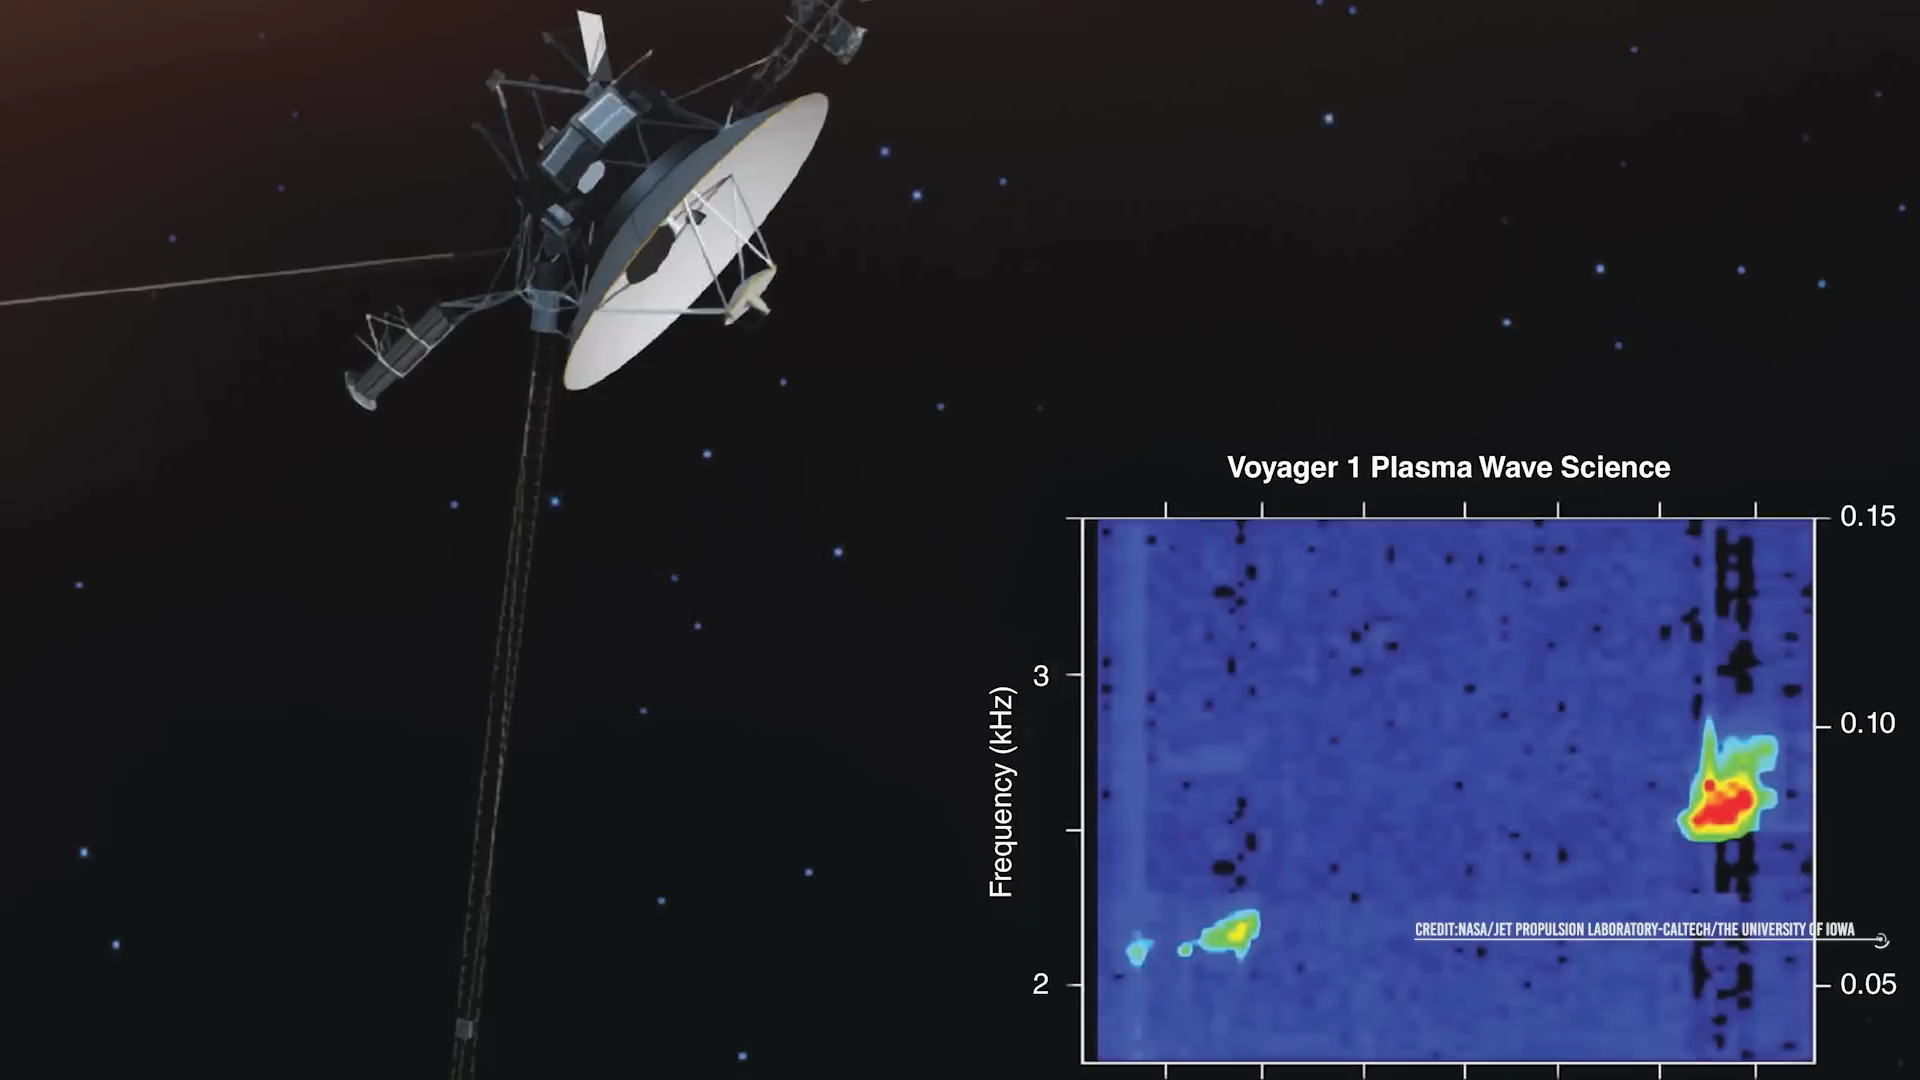 Voyager 1 Plasma Wave Science
0.15
3
0.10
Frequency (kHz)
CREDIT:NASA/JET PROPULSION LABORATORY-CALTECH/THE UNIVERSITY OF IOWA
2
0.05